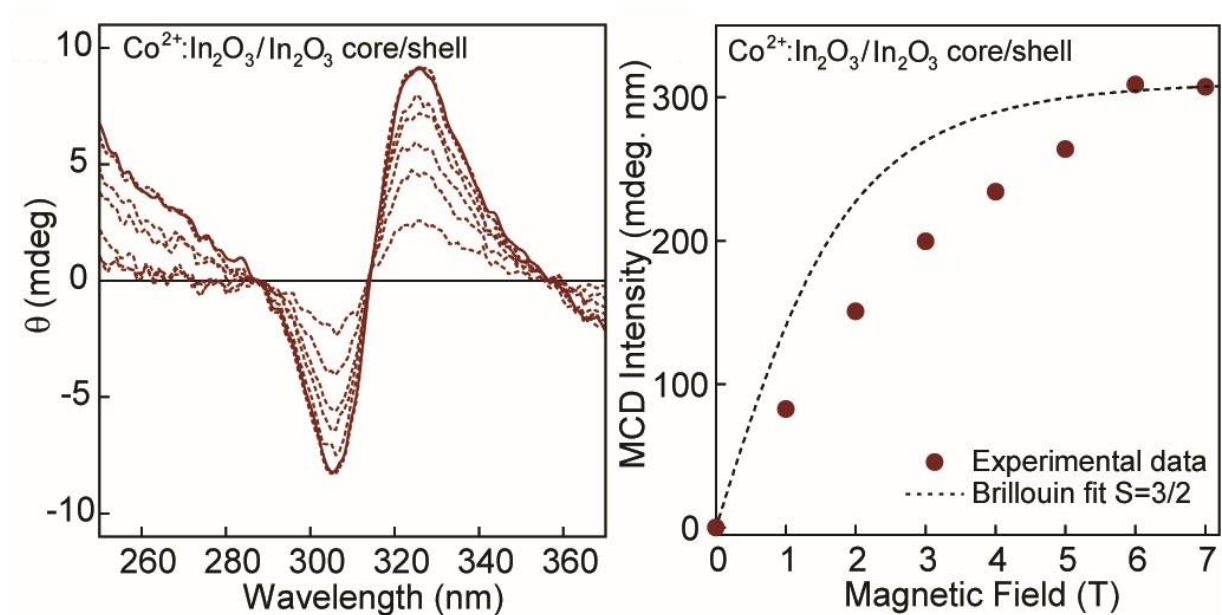 Co²⁺:In₂O₃/In₂O₃ core/shell
10
5
0
-5
-10
θ (mdeg)
260 280 300 320 340 360
Wavelength (nm)
Co²⁺:In₂O₃/In₂O₃ core/shell
300
200
100
0
MCD Intensity (mdeg. nm)
Experimental data
Brillouin fit S=3/2
0 1 2 3 4 5 6 7
Magnetic Field (T)